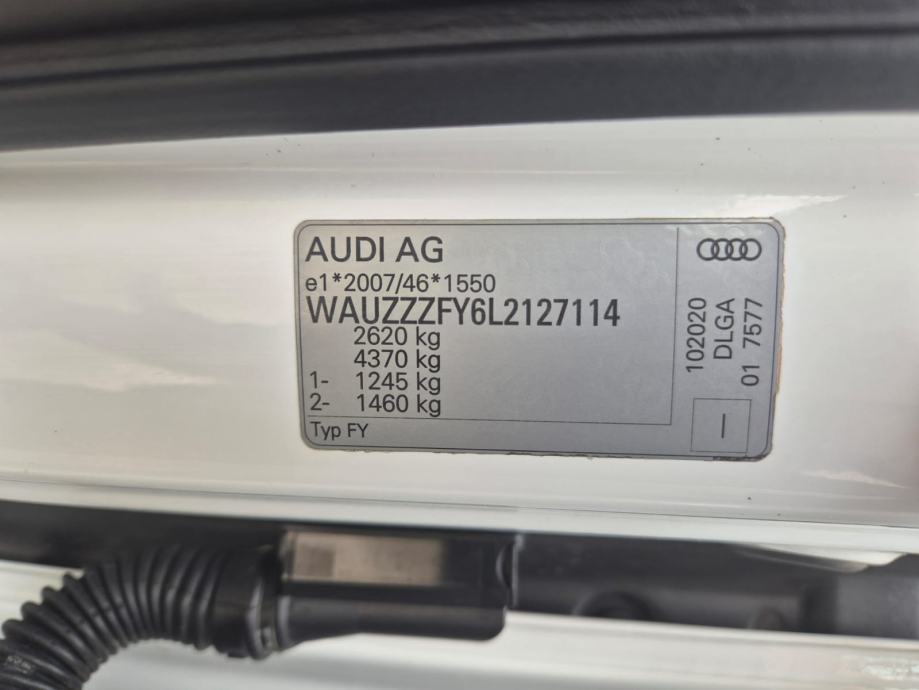 AUDI AG
e1*2007/46*1550
WAUZZZFY6L2127114
2620 kg
4370 kg
1- 1245 kg
2- 1460 kg
Typ FY
102020
DLGA
01 7577